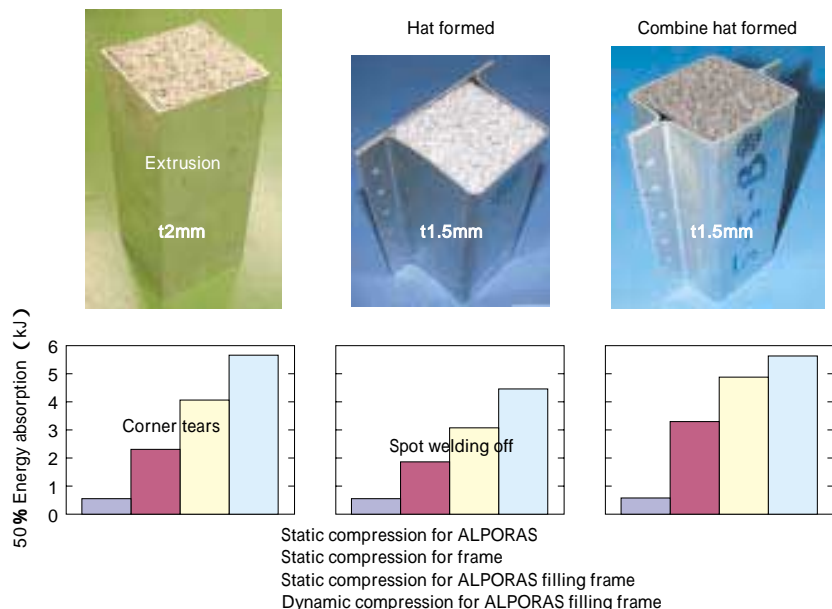 Hat formed
Combine hat formed
Extrusion
t2mm
t1.5mm
t1.5mm
50% Energy absorption (kJ)
6
5
4
3
2
1
0
Corner tears
Spot welding off
Static compression for ALPORAS
Static compression for frame
Static compression for ALPORAS filling frame
Dynamic compression for ALPORAS filling frame